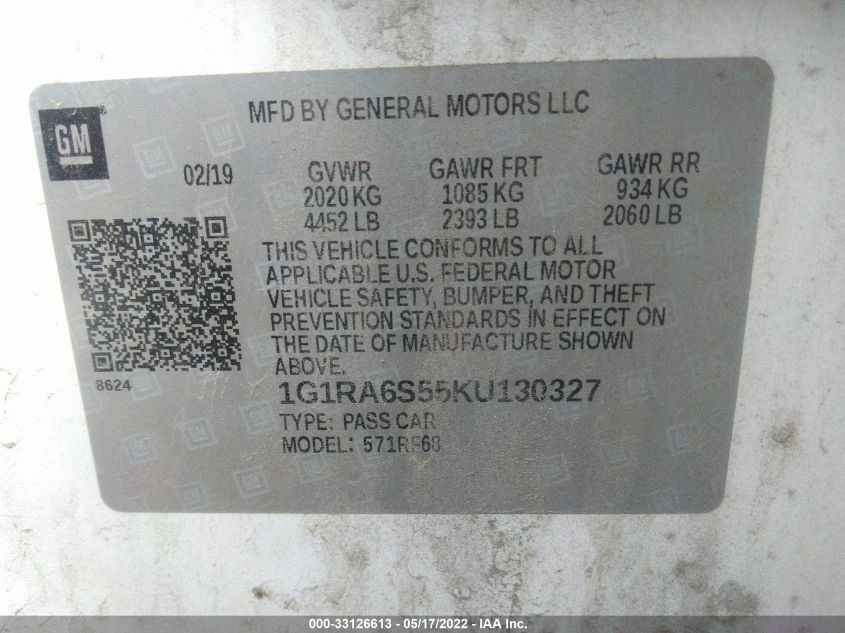 MFD BY GENERAL MOTORS LLC
GM
02/19 GVWR GAWR FRT GAWR RR
2020 KG 1085 KG 934 KG
4452 LB 2393 LB 2060 LB
THIS VEHICLE CONFORMS TO ALL
APPLICABLE U.S. FEDERAL MOTOR
VEHICLE SAFETY, BUMPER, AND THEFT
PREVENTION STANDARDS IN EFFECT ON
THE DATE OF MANUFACTURE SHOWN
ABOVE.
8624
1G1RA6S55KU130327
TYPE: PASS CAR
MODEL:
000-33126613 - 05/17/2022 - IAA Inc.